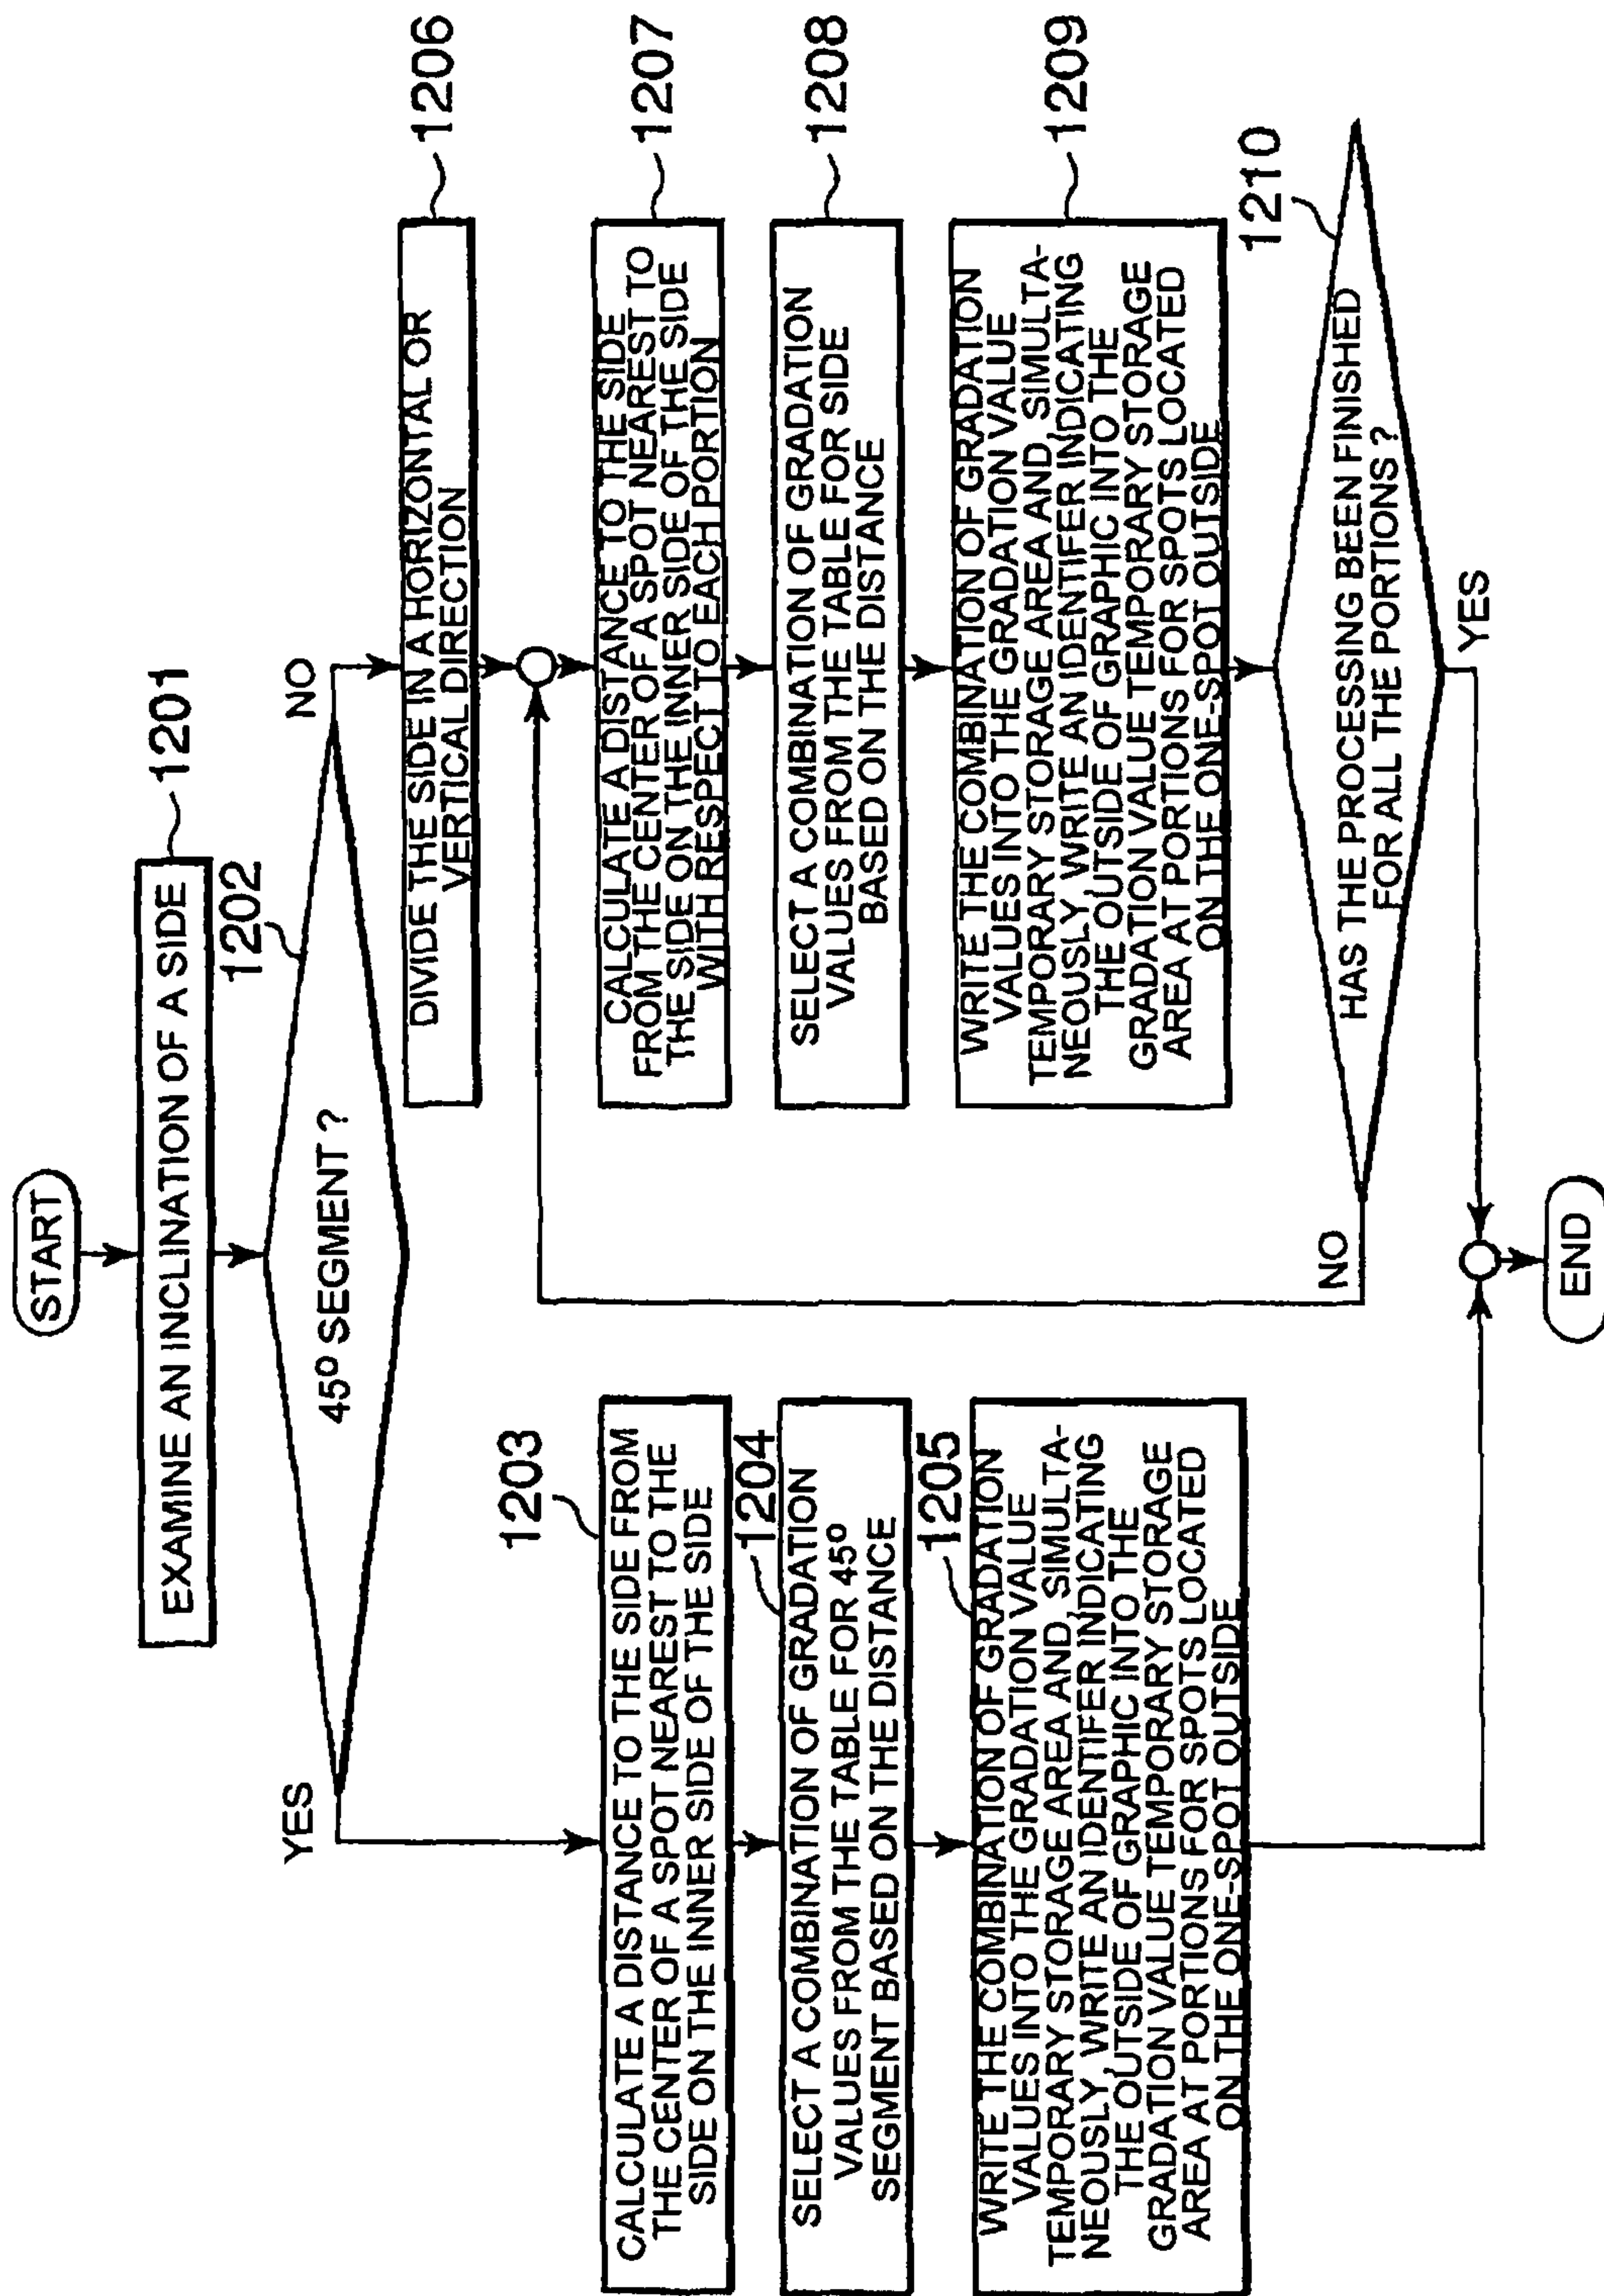 START
EXAMINE AN INCLINATION OF A SIDE
1201
1202
45° SEGMENT ?
YES
NO
1203
CALCULATE A DISTANCE TO THE SIDE FROM
THE CENTER OF A SPOT NEAREST TO THE
SIDE ON THE INNER SIDE OF THE SIDE
1204
SELECT A COMBINATION OF GRADATION
VALUES FROM THE TABLE FOR 45°
SEGMENT BASED ON THE DISTANCE
1205
WRITE THE COMBINATION OF GRADATION
VALUES INTO THE GRADATION VALUE
TEMPORARY STORAGE AREA AND, SIMULTA-
NEOUSLY, WRITE AN IDENTIFER INDICATING
THE OUTSIDE OF GRAPHIC INTO THE
GRADATION VALUE TEMPORARY STORAGE
AREA AT PORTIONS FOR SPOTS LOCATED
ON THE ONE-SPOT OUTSIDE
DIVIDE THE SIDE IN A HORIZONTAL OR
VERTICAL DIRECTION
1206
CALCULATE A DISTANCE TO THE SIDE
FROM THE CENTER OF A SPOT NEAREST TO
THE SIDE ON THE INNER SIDE OF THE SIDE
WITH RESPECT TO EACH PORTION
1207
SELECT A COMBINATION OF GRADATION
VALUES FROM THE TABLE FOR SIDE
BASED ON THE DISTANCE
1208
WRITE THE COMBINATION OF GRADATION
VALUES INTO THE GRADATION VALUE
TEMPORARY STORAGE AREA AND, SIMULTA-
NEOUSLY, WRITE AN IDENTIFER INDICATING
THE OUTSIDE OF GRAPHIC INTO THE
GRADATION VALUE TEMPORARY STORAGE
AREA AT PORTIONS FOR SPOTS LOCATED
ON THE ONE-SPOT OUTSIDE
1209
1210
HAS THE PROCESSING BEEN FINISHED
FOR ALL THE PORTIONS ?
NO
YES
END